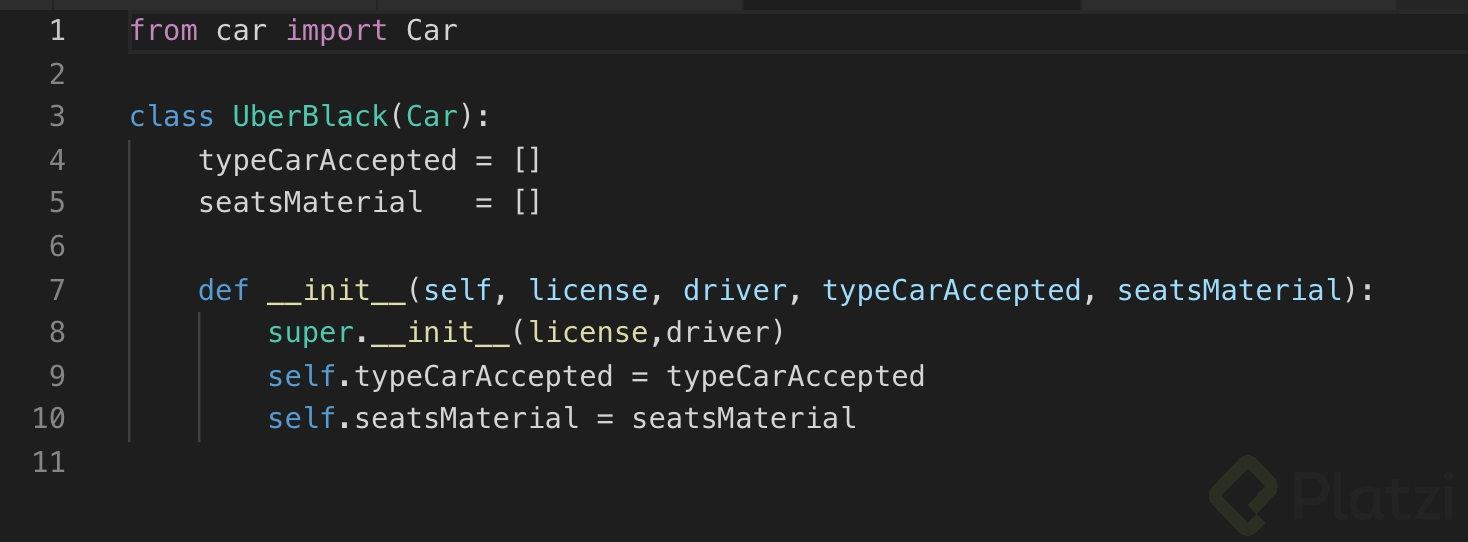 1 from car import Car
2
3 class UberBlack(Car):
4     typeCarAccepted = []
5     seatsMaterial   = []
6
7     def __init__(self, license, driver, typeCarAccepted, seatsMaterial):
8         super.__init__(license,driver)
9         self.typeCarAccepted = typeCarAccepted
10         self.seatsMaterial = seatsMaterial
11
Platzi